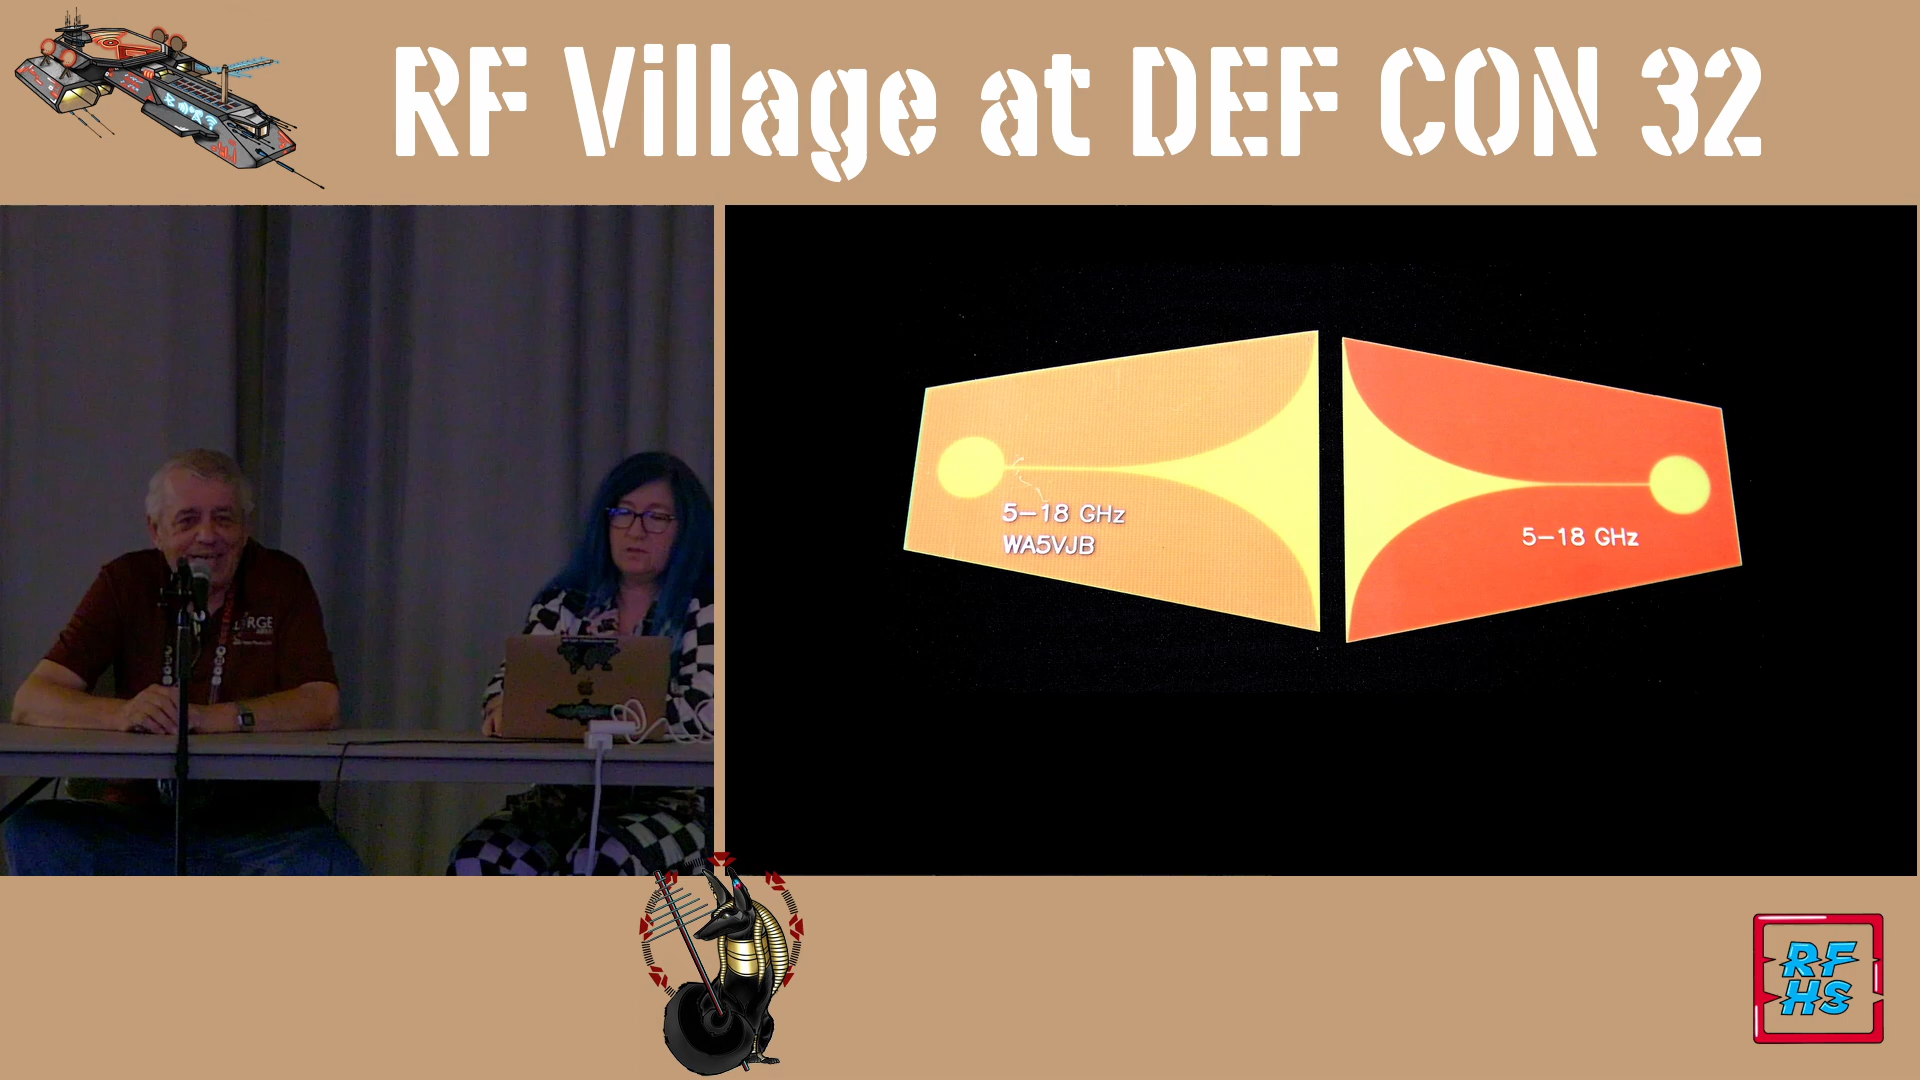 RF Village at DEF CON 32
5-18 GHz
WA5VJB
5-18 GHz
RF
HS